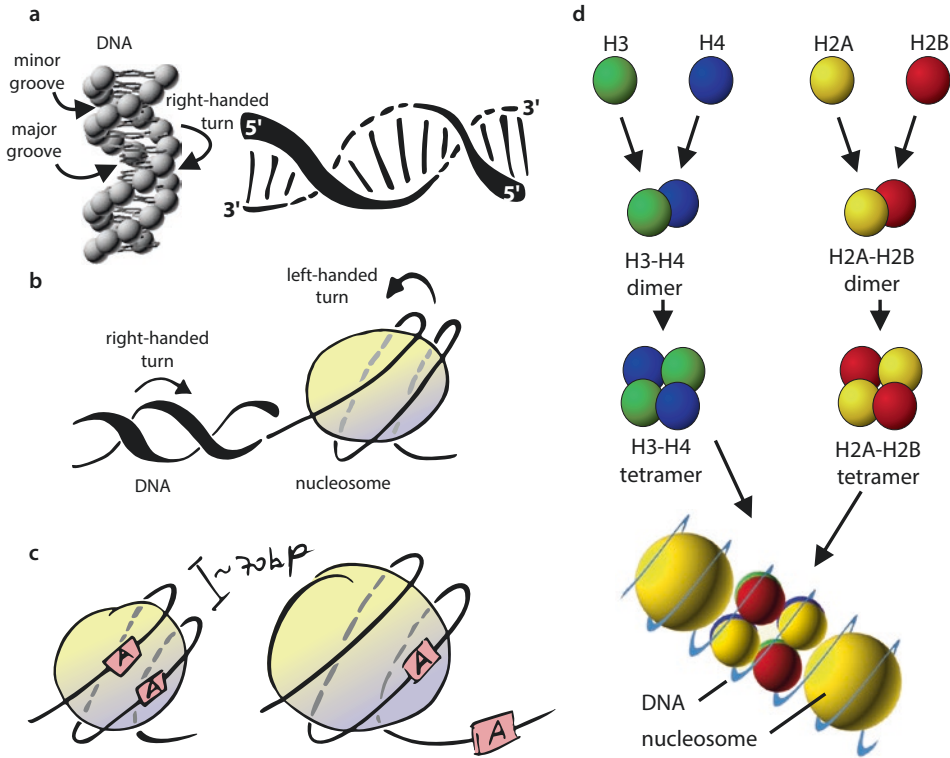 a
DNA
minor
groove
major
groove
right-handed
turn
5'
3'
3'
5'
b
left-handed
turn
right-handed
turn
DNA
nucleosome
c
~70bp
A
A
A
A
d
H3
H4
H2A
H2B
H3-H4
dimer
H2A-H2B
dimer
H3-H4
tetramer
H2A-H2B
tetramer
DNA
nucleosome